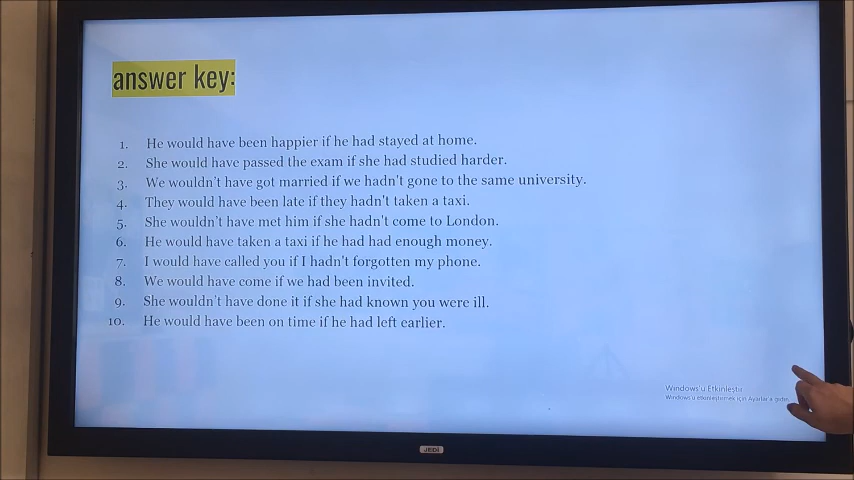 answer key:
1. He would have been happier if he had stayed at home.
2. She would have passed the exam if she had studied harder.
3. We wouldn't have got married if we hadn't gone to the same university.
4. They would have been late if they hadn't taken a taxi.
5. She wouldn't have met him if she hadn't come to London.
6. He would have taken a taxi if he had had enough money.
7. I would have called you if I hadn't forgotten my phone.
8. We would have come if we had been invited.
9. She wouldn't have done it if she had known you were ill.
10. He would have been on time if he had left earlier.
Windows'u Etkinleştir
Windows'u etkinleştirmek için Ayarlar'a gidin.
JEDİ